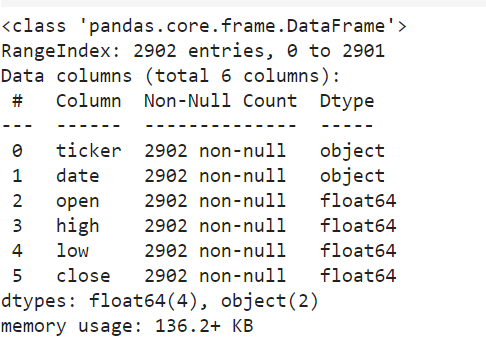 <class 'pandas.core.frame.DataFrame'>
RangeIndex: 2902 entries, 0 to 2901
Data columns (total 6 columns):
 #   Column  Non-Null Count  Dtype
---  ------  --------------  -----
 0   ticker  2902 non-null   object
 1   date    2902 non-null   object
 2   open    2902 non-null   float64
 3   high    2902 non-null   float64
 4   low     2902 non-null   float64
 5   close   2902 non-null   float64
dtypes: float64(4), object(2)
memory usage: 136.2+ KB